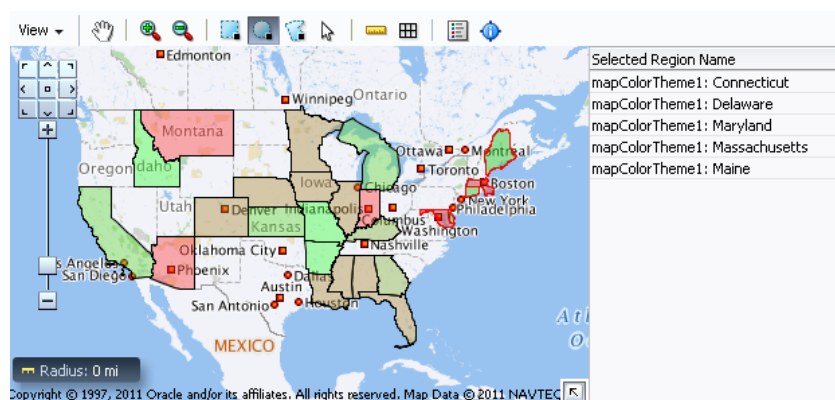 View
Selected Region Name
mapColorTheme1: Connecticut
mapColorTheme1: Delaware
mapColorTheme1: Maryland
mapColorTheme1: Massachusetts
mapColorTheme1: Maine
Edmonton
Winnipeg
Ontario
Montana
Ottawa
Montreal
Oregon
Idaho
Toronto
Iowa
Chicago
Boston
New York
Utah
Denver
Indianapolis
Philadelphia
Kansas
Columbus
Washington
Oklahoma City
Nashville
s Angeles
Phoenix
San Diego
Dallas
Austin
San Antonio
Houston
Atl
MEXICO
O
Radius: 0 mi
Copyright © 1997, 2011 Oracle and/or its affiliates. All rights reserved. Map Data © 2011 NAVTEQ